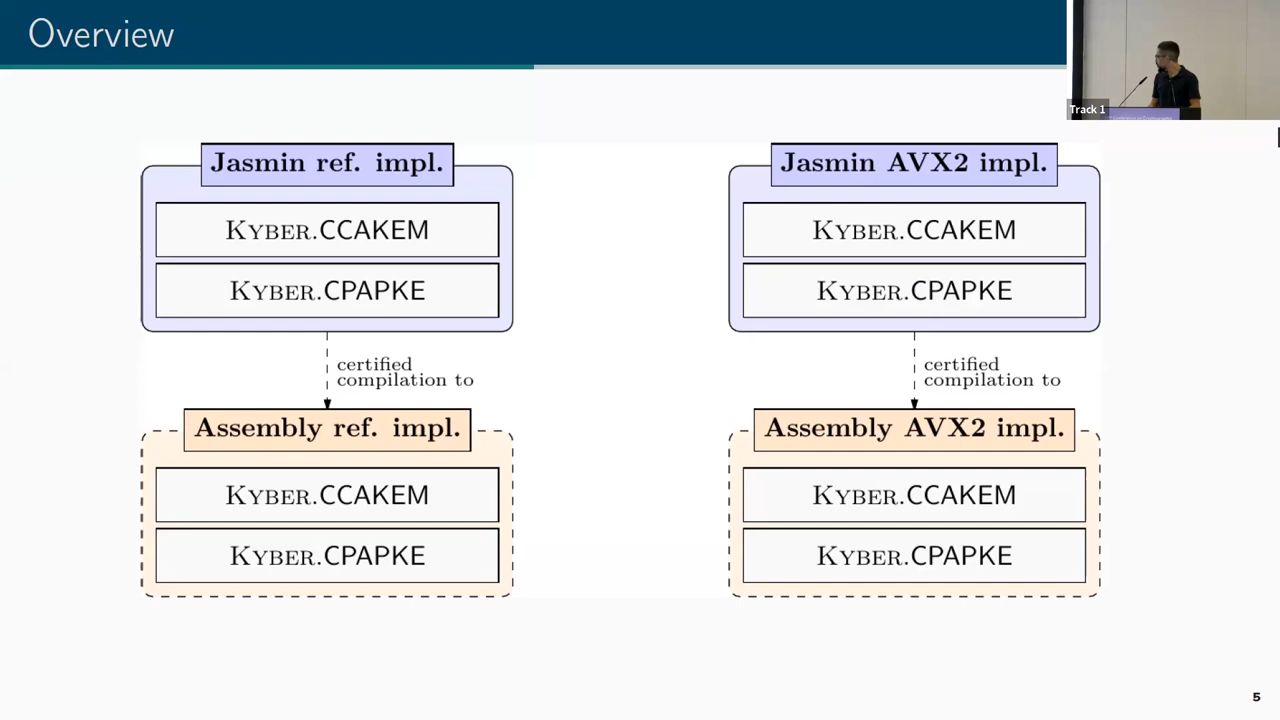 Overview
Track 1
Jasmin ref. impl.
KYBER.CCAKEM
KYBER.CPAPKE
certified
compilation to
Assembly ref. impl.
KYBER.CCAKEM
KYBER.CPAPKE
Jasmin AVX2 impl.
KYBER.CCAKEM
KYBER.CPAPKE
certified
compilation to
Assembly AVX2 impl.
KYBER.CCAKEM
KYBER.CPAPKE
5